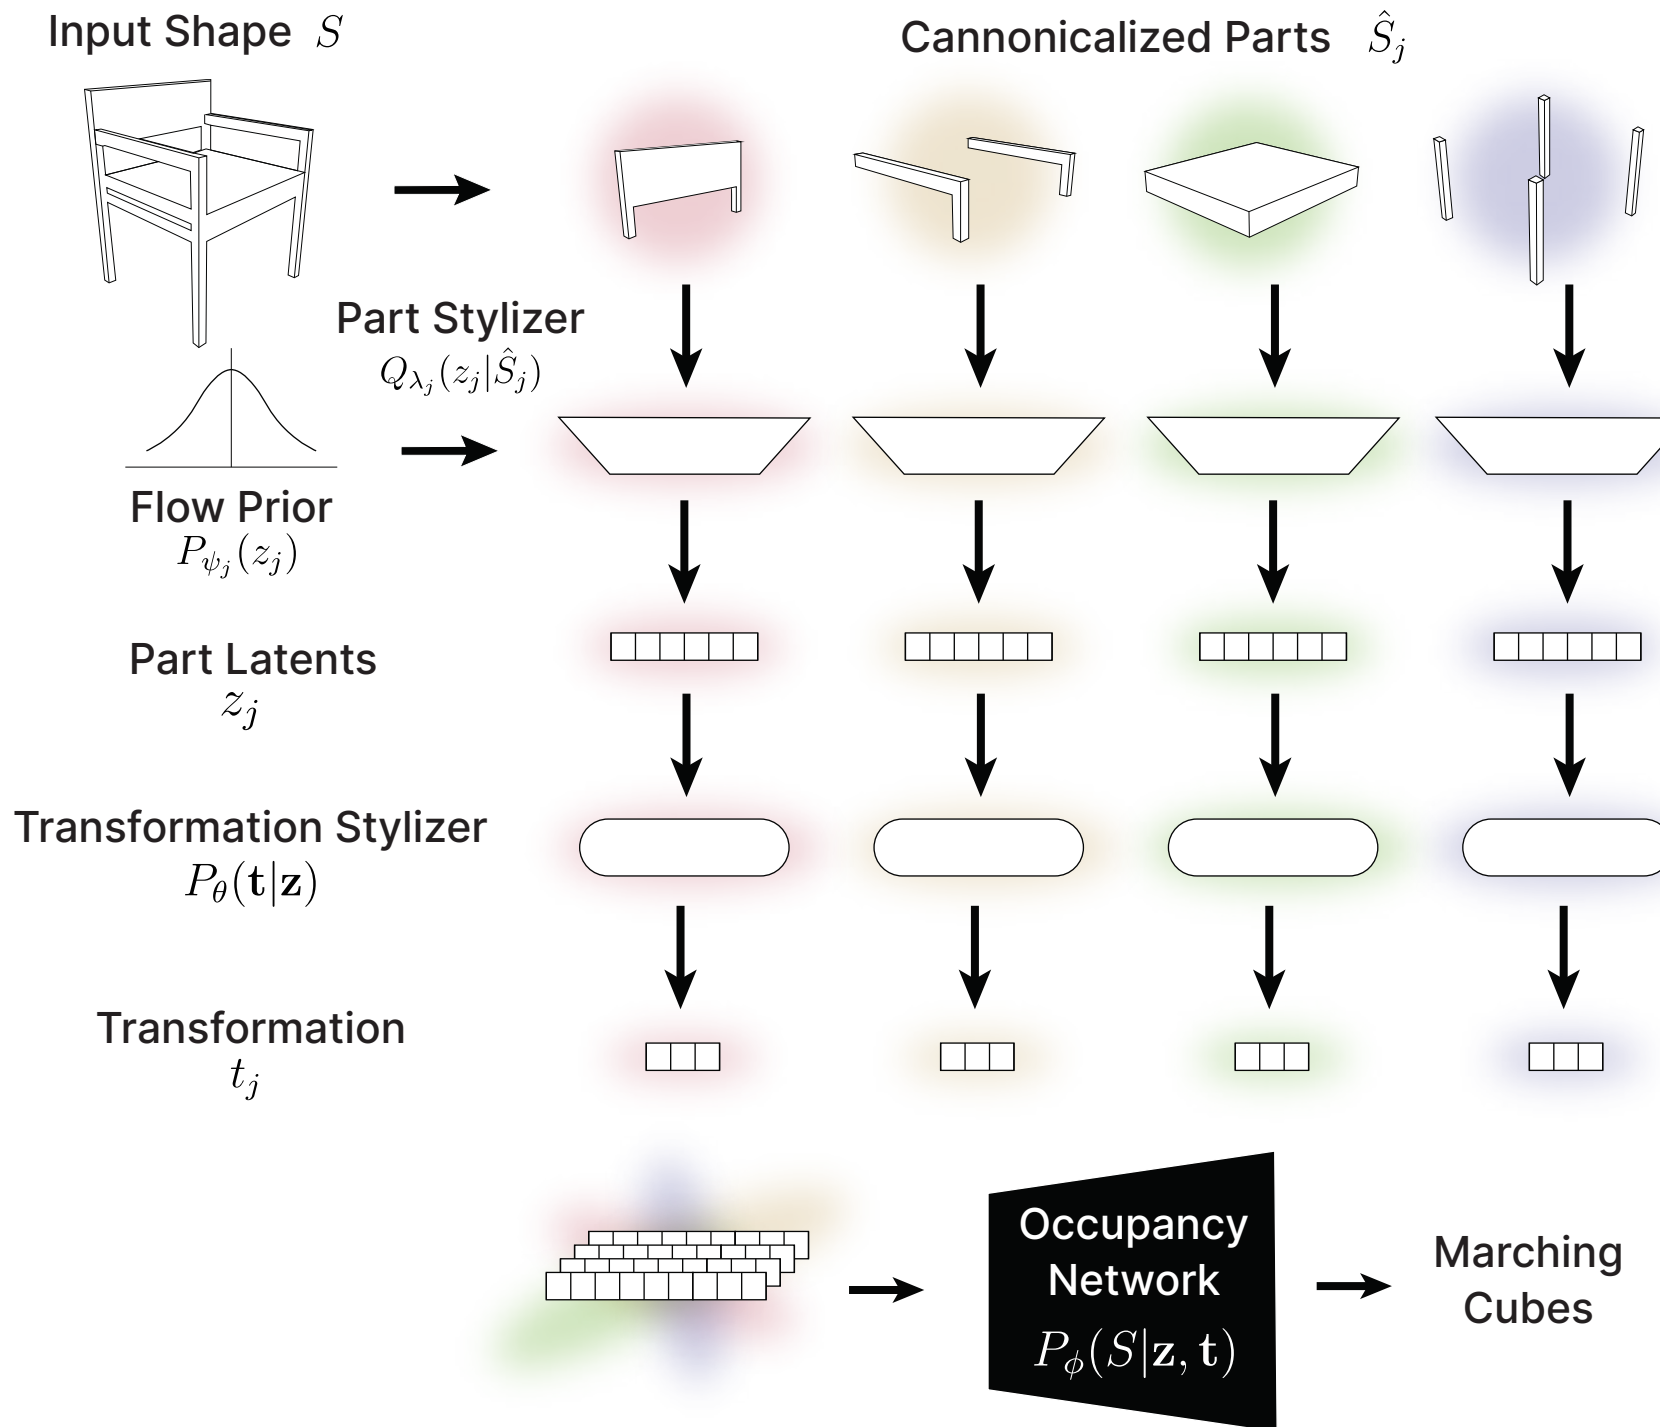 Input Shape S
Cannonicalized Parts Ŝ_j
Part Stylizer
Q_{λ_j}(z_j|Ŝ_j)
Flow Prior
P_{ψ_j}(z_j)
Part Latents
z_j
Transformation Stylizer
P_θ(𝐭|𝐳)
Transformation
t_j
Occupancy
Network
P_ϕ(S|𝐳, 𝐭)
Marching
Cubes